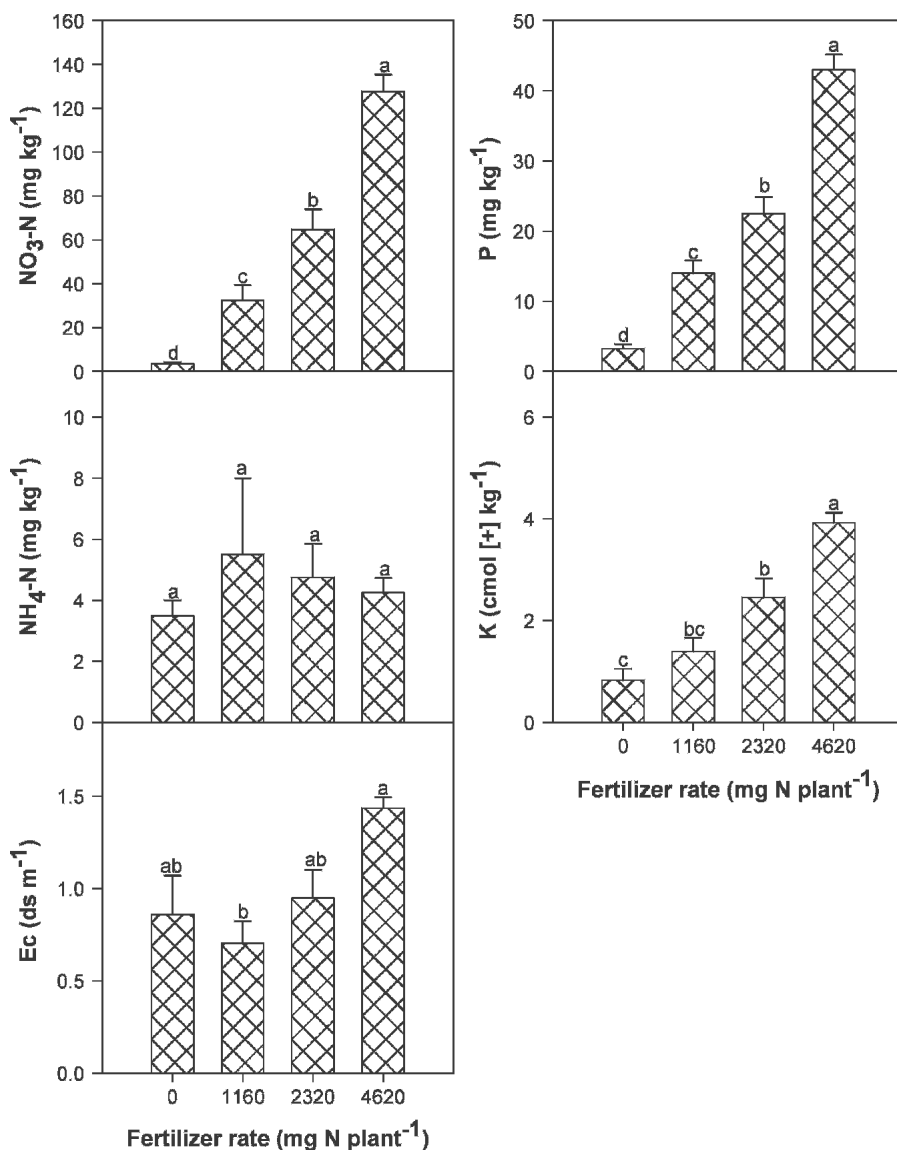 NO3-N (mg kg-1)
160
140
120
100
80
60
40
20
0
d
c
b
a
NH4-N (mg kg-1)
10
8
6
4
2
0
a
a
a
a
Ec (ds m-1)
1.5
1.0
0.5
0.0
ab
b
ab
a
0 1160 2320 4620
Fertilizer rate (mg N plant-1)
P (mg kg-1)
50
40
30
20
10
0
d
c
b
a
K (cmol [+] kg-1)
6
4
2
0
c
bc
b
a
0 1160 2320 4620
Fertilizer rate (mg N plant-1)